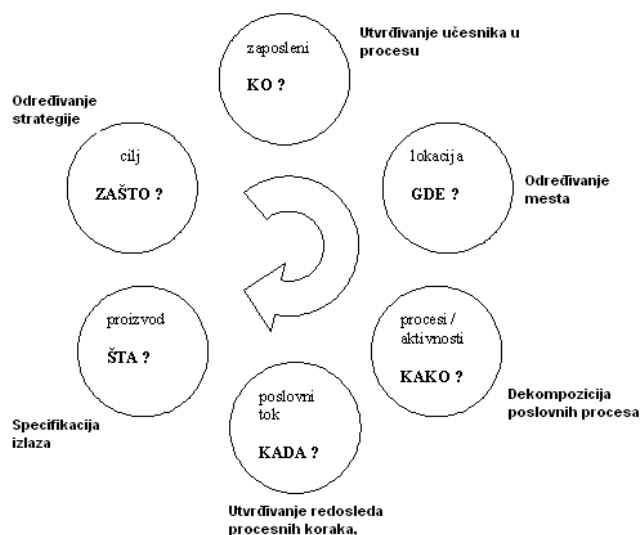 Utvrđivanje učesnika u
procesu
zaposleni
KO ?
Određivanje
strategije
cilj
ZAŠTO ?
lokacija
GDE ?
Određivanje
mesta
proizvod
ŠTA ?
procesi /
aktivnosti
KAKO ?
poslovni
tok
KADA ?
Dekompozicija
poslovnih procesa
Specifikacija
izlaza
Utvrđivanje redosleda
procesnih koraka,